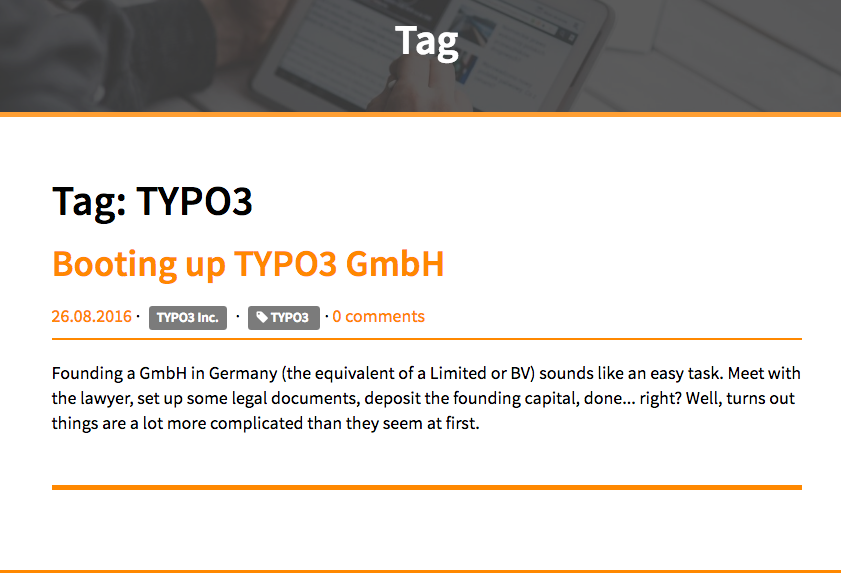 Tag
Tag: TYPO3
Booting up TYPO3 GmbH
26.08.2016 · TYPO3 Inc. · TYPO3 · 0 comments
Founding a GmbH in Germany (the equivalent of a Limited or BV) sounds like an easy task. Meet with
the lawyer, set up some legal documents, deposit the founding capital, done... right? Well, turns out
things are a lot more complicated than they seem at first.